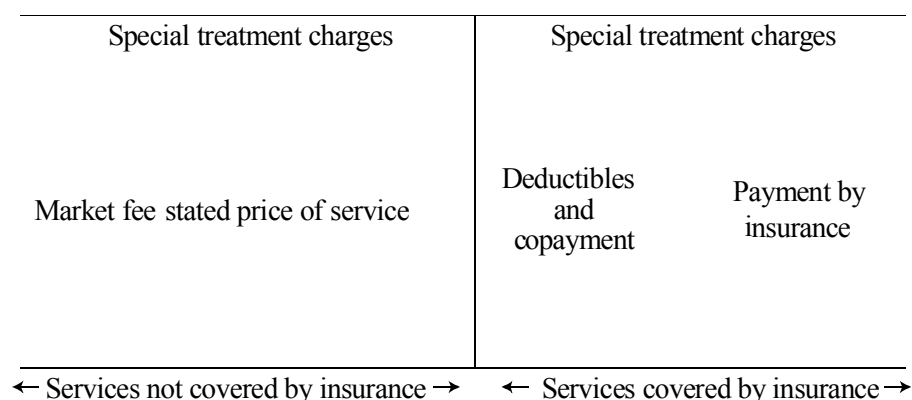 Special treatment charges
Market fee stated price of service
Special treatment charges
Deductibles
and
copayment
Payment by
insurance
← Services not covered by insurance →
← Services covered by insurance →